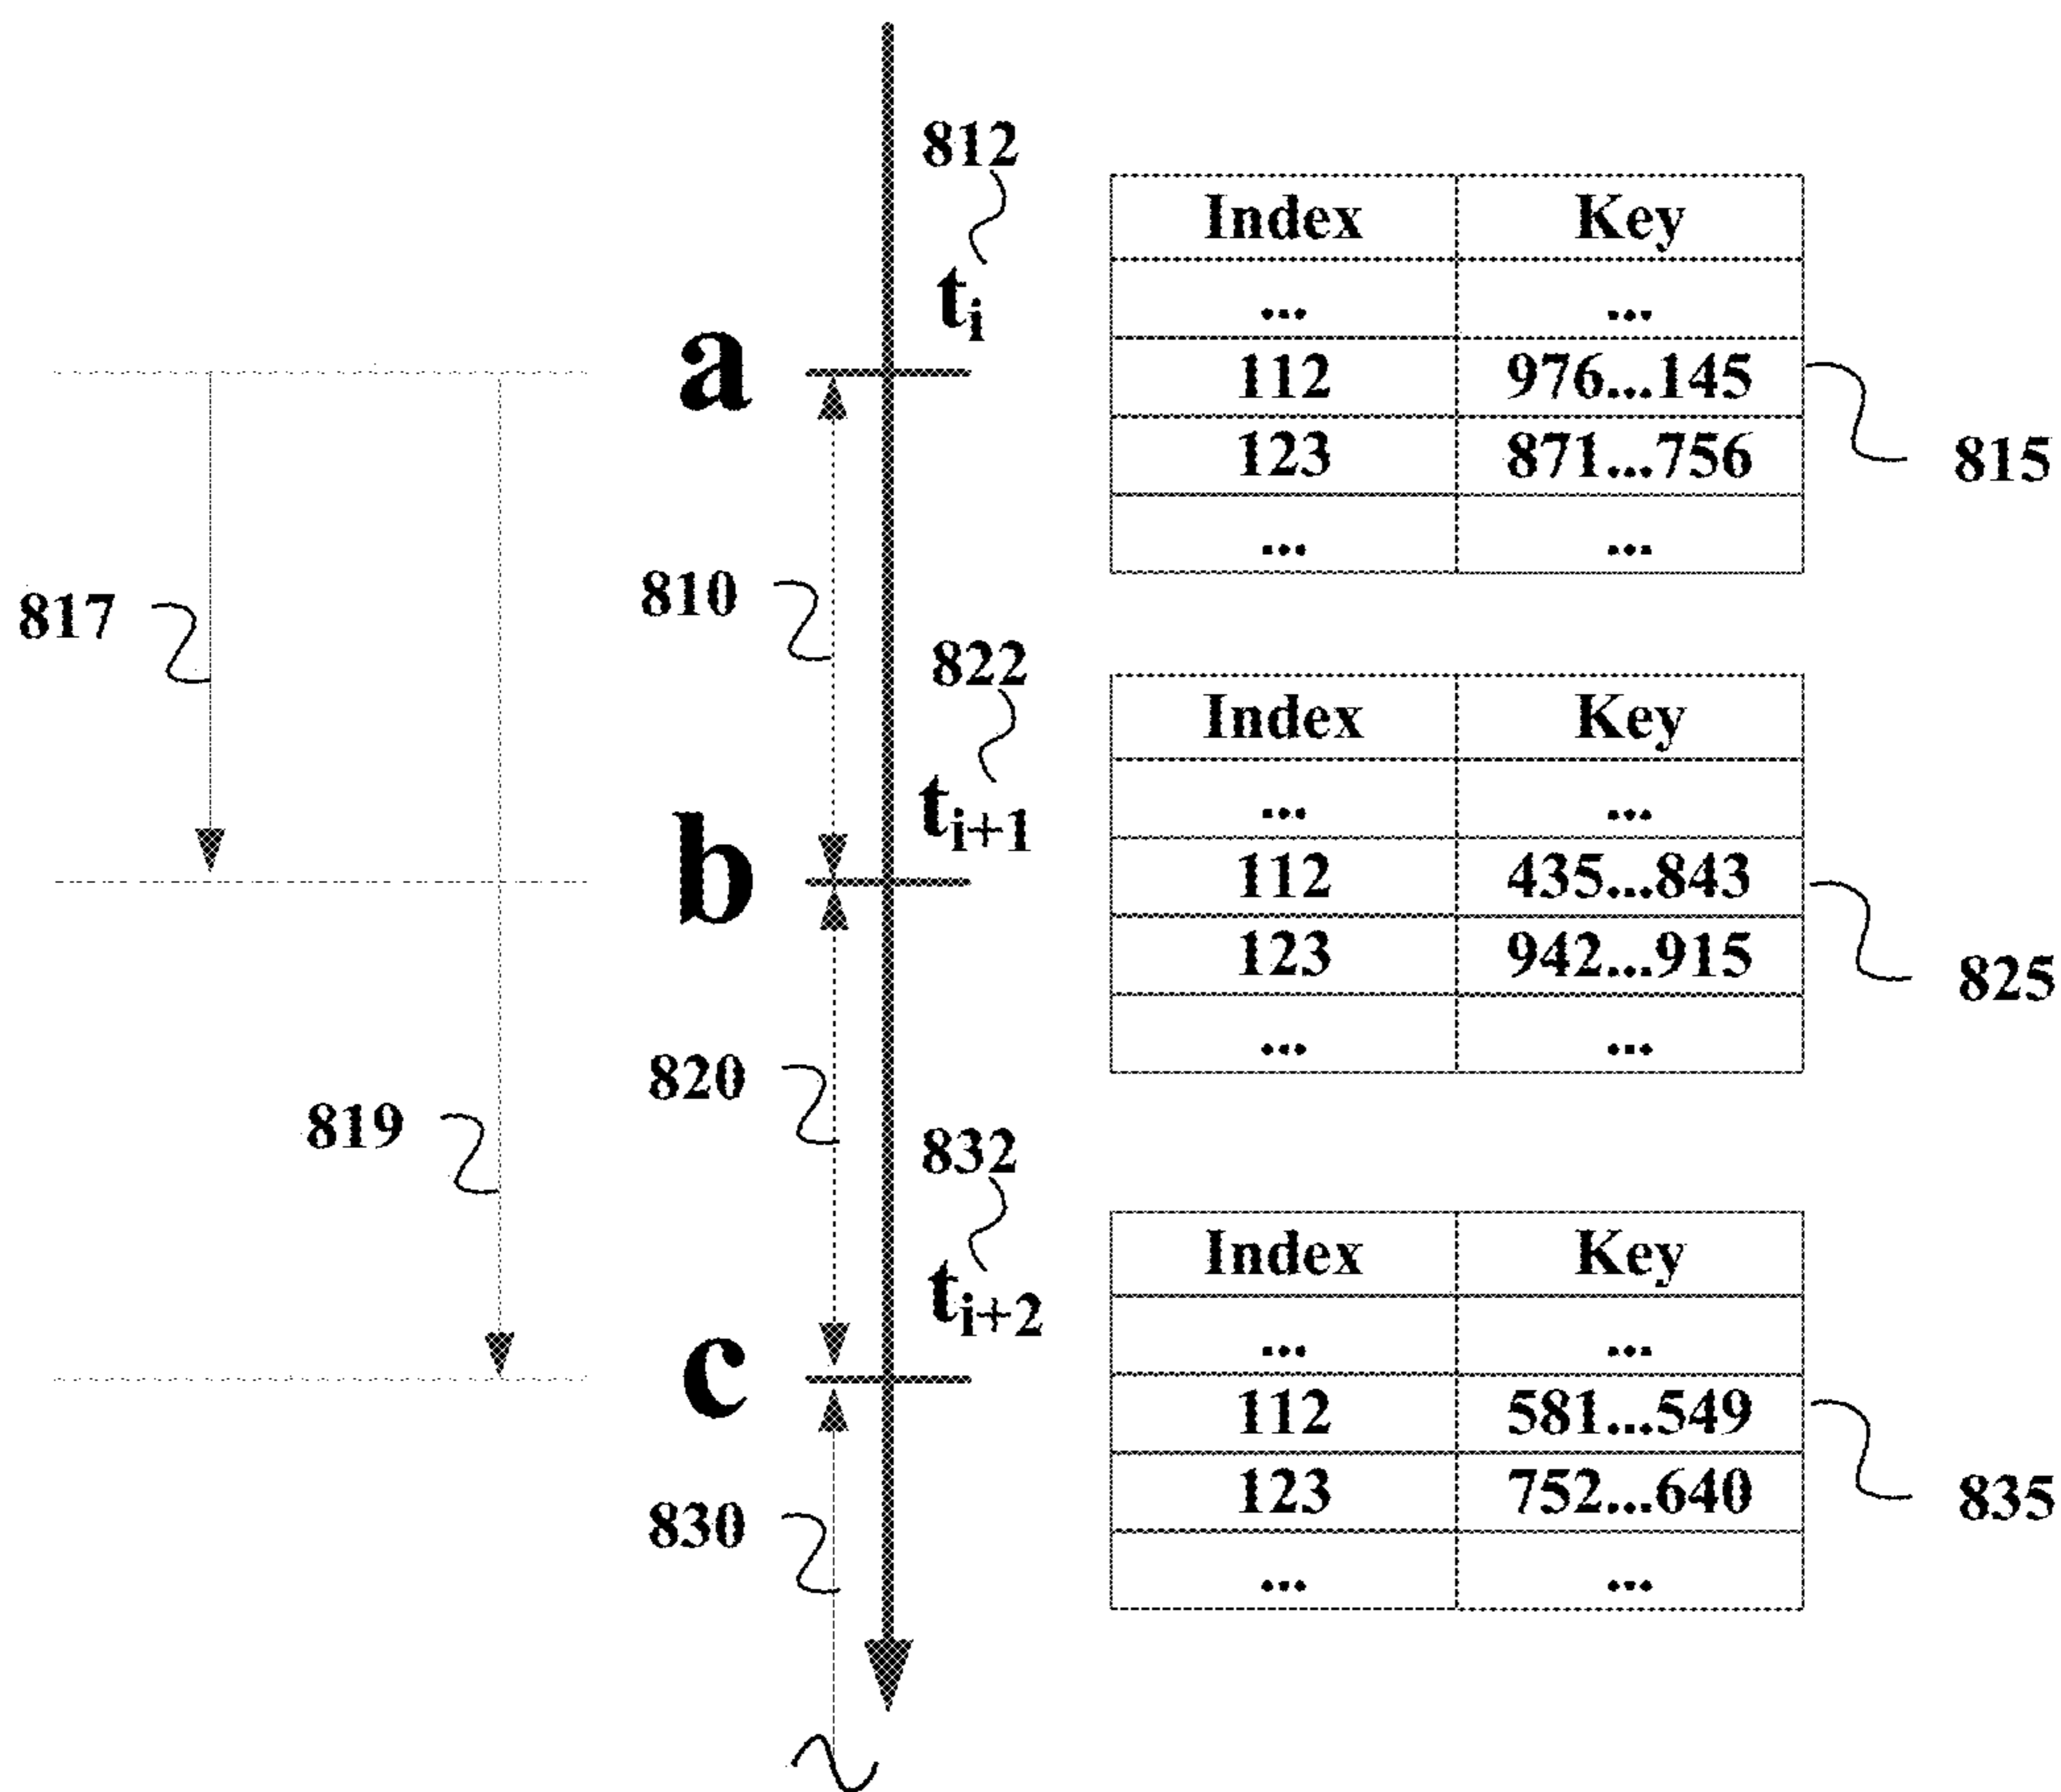 812
t_i
a
Index Key
... ...
112 976...145
123 871...756
... ...
815
817
810
822
t_{i+1}
b
Index Key
... ...
112 435...843
123 942...915
... ...
825
820
819
832
t_{i+2}
c
Index Key
... ...
112 581...549
123 752...640
... ...
835
830